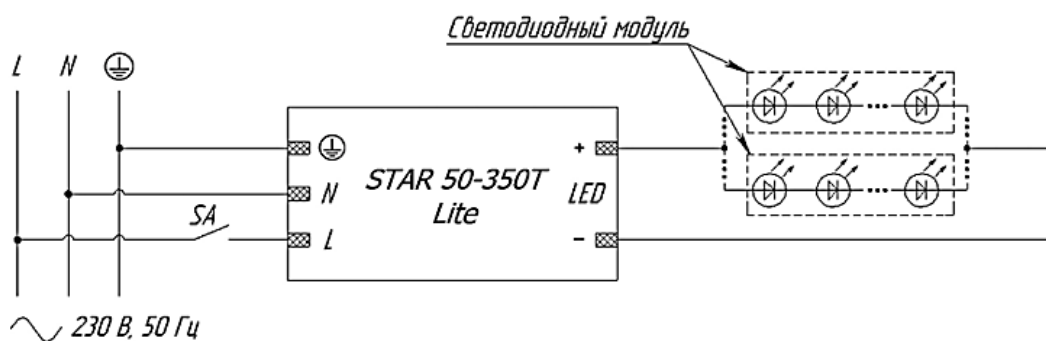 Светодиодный модуль
L N
N
L
SA
STAR 50-350T
Lite
+
LED
-
230 В, 50 Гц